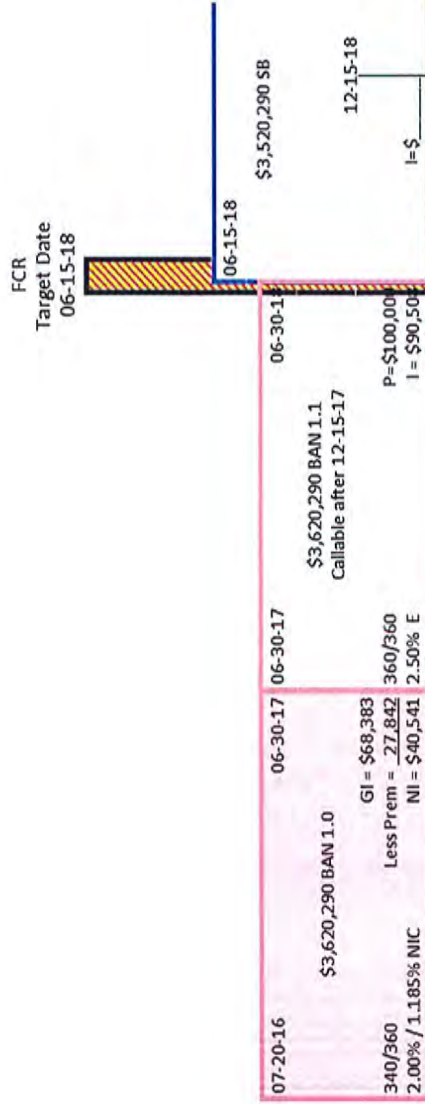 FCR
Target Date
06-15-18
06-15-18
$3,520,290 SB
12-15-18
I=$
07-20-16
06-30-17
$3,620,290 BAN 1.0
GI = $68,383
340/360
Less Prem = 27,842
2.00% / 1.185% NIC
NI = $40,541
06-30-17
06-30-18
$3,620,290 BAN 1.1
Callable after 12-15-17
360/360
P=$100,000
2.50% E
I = $90,50